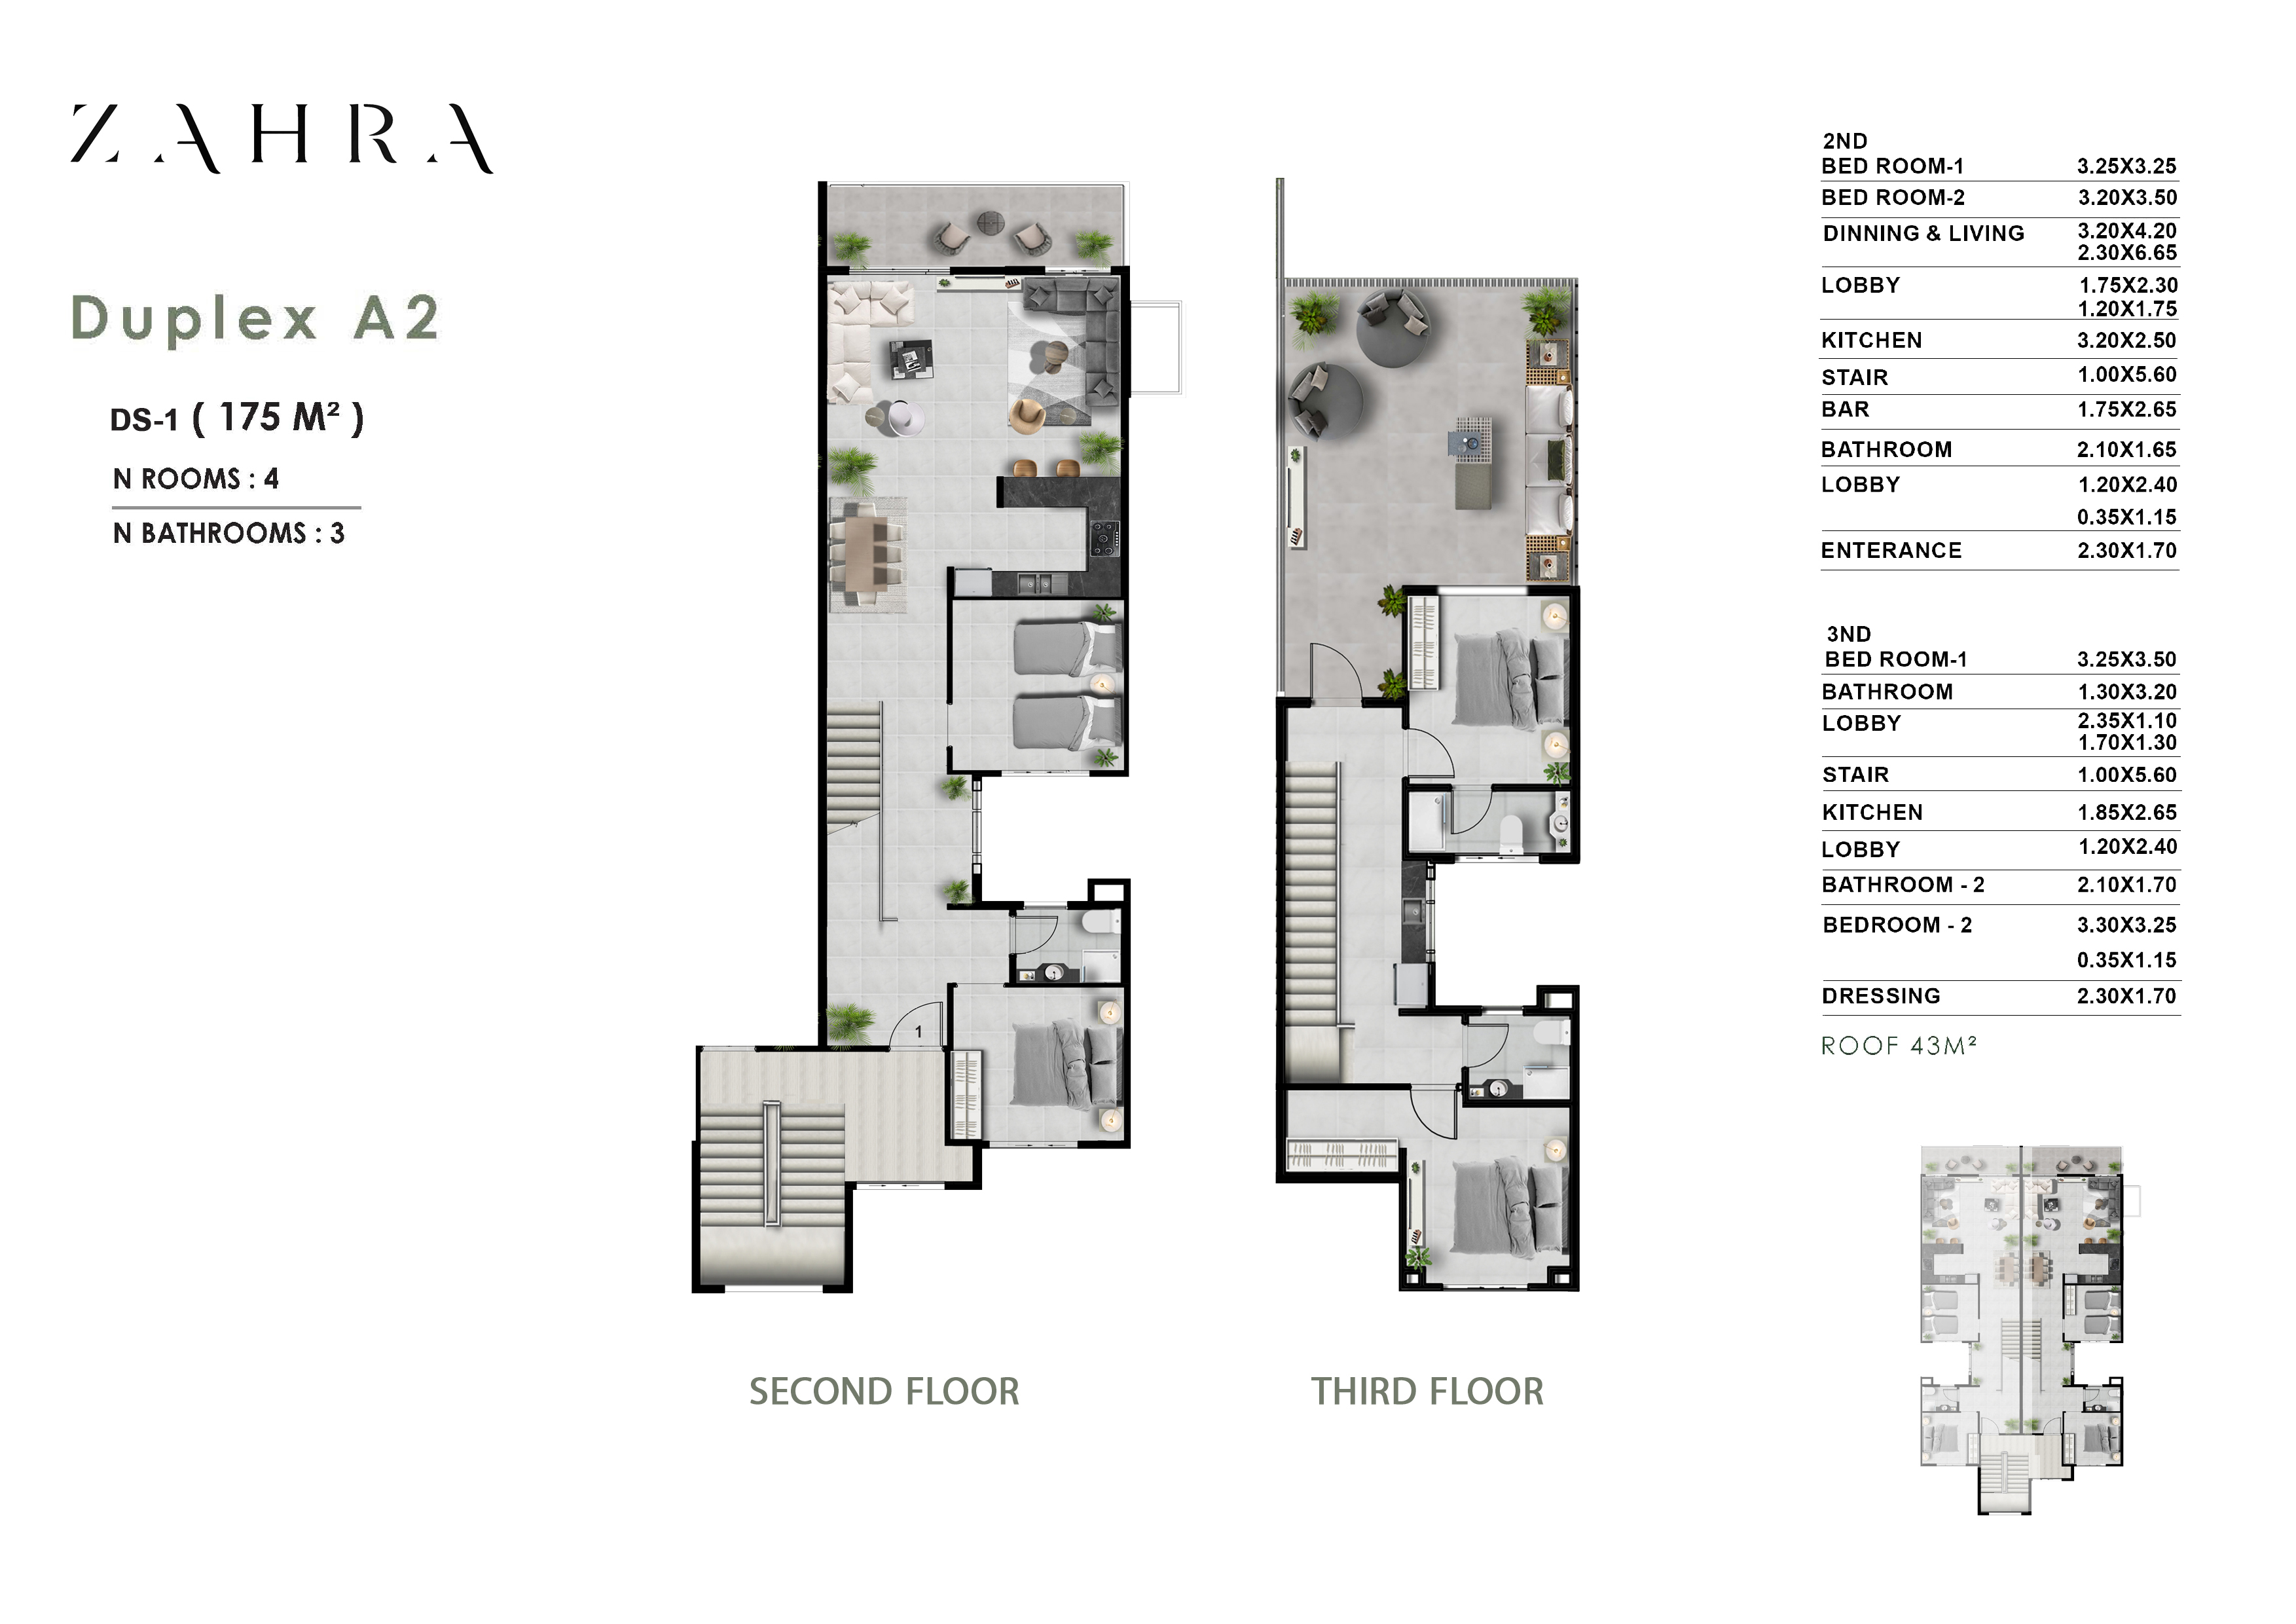 ZAHRA
Duplex A2
DS-1 ( 175 M² )
N ROOMS : 4
N BATHROOMS : 3
1
SECOND FLOOR
THIRD FLOOR
2ND
BED ROOM-1 3.25X3.25
BED ROOM-2 3.20X3.50
DINNING & LIVING 3.20X4.20
2.30X6.65
LOBBY 1.75X2.30
1.20X1.75
KITCHEN 3.20X2.50
STAIR 1.00X5.60
BAR 1.75X2.65
BATHROOM 2.10X1.65
LOBBY 1.20X2.40
0.35X1.15
ENTERANCE 2.30X1.70
3ND
BED ROOM-1 3.25X3.50
BATHROOM 1.30X3.20
LOBBY 2.35X1.10
1.70X1.30
STAIR 1.00X5.60
KITCHEN 1.85X2.65
LOBBY 1.20X2.40
BATHROOM - 2 2.10X1.70
BEDROOM - 2 3.30X3.25
0.35X1.15
DRESSING 2.30X1.70
ROOF 43M²